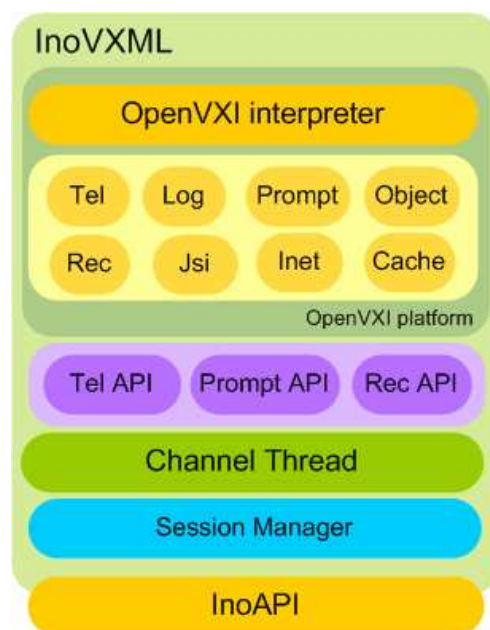 InoVXML
OpenVXI interpreter
Tel Log Prompt Object
Rec Jsi Inet Cache
OpenVXI platform
Tel API Prompt API Rec API
Channel Thread
Session Manager
InoAPI